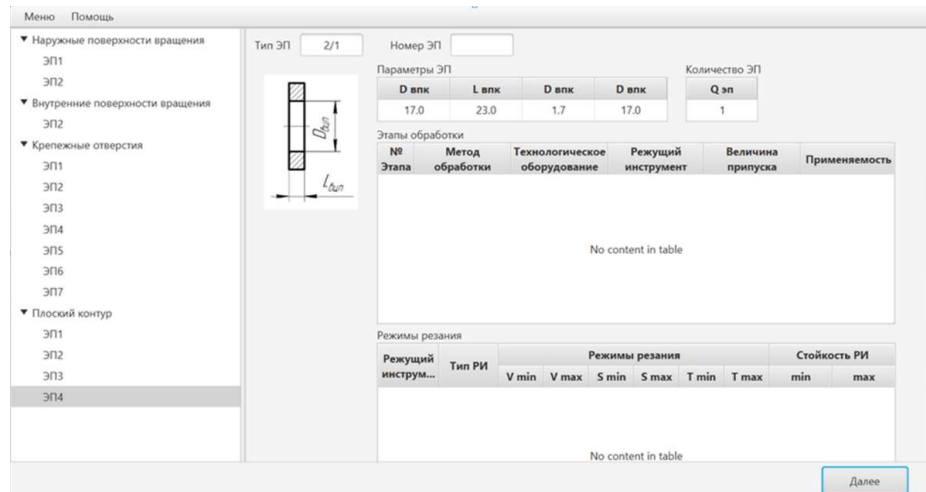 Меню Помощь
▼ Наружные поверхности вращения
ЭП1
ЭП2
▼ Внутренние поверхности вращения
ЭП2
▼ Крепежные отверстия
ЭП1
ЭП2
ЭП3
ЭП4
ЭП5
ЭП6
ЭП7
▼ Плоский контур
ЭП1
ЭП2
ЭП3
ЭП4
Тип ЭП 2/1 Номер ЭП
Dвип
Lвип
Параметры ЭП
D впк L впк D впк D впк
17.0 23.0 1.7 17.0
Количество ЭП
Q эп
1
Этапы обработки
№ Этапа Метод обработки Технологическое оборудование Режущий инструмент Величина припуска Применяемость
No content in table
Режимы резания
Режущий инструм... Тип РИ Режимы резания Стойкость РИ
V min V max S min S max T min T max min max
No content in table
Далее